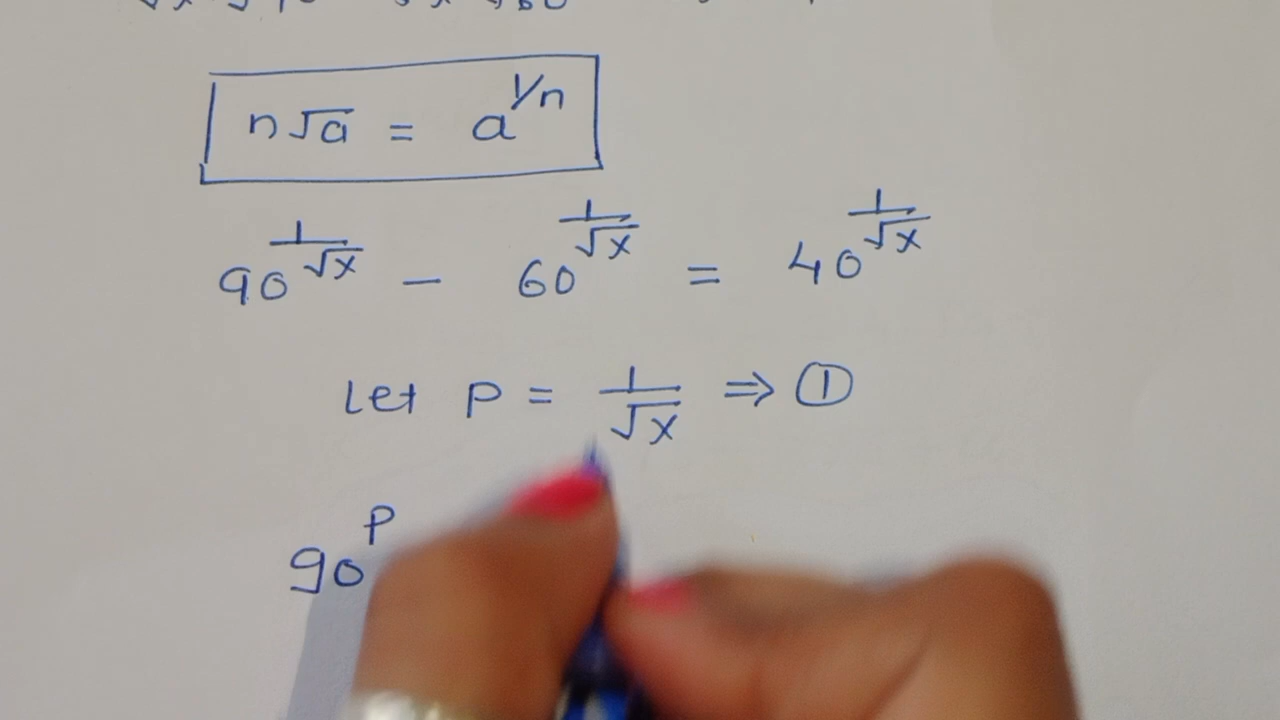 n√a = a^1/n
90^1/√x − 60^1/√x = 40^1/√x
Let P = 1/√x ⇒ ①
90^P